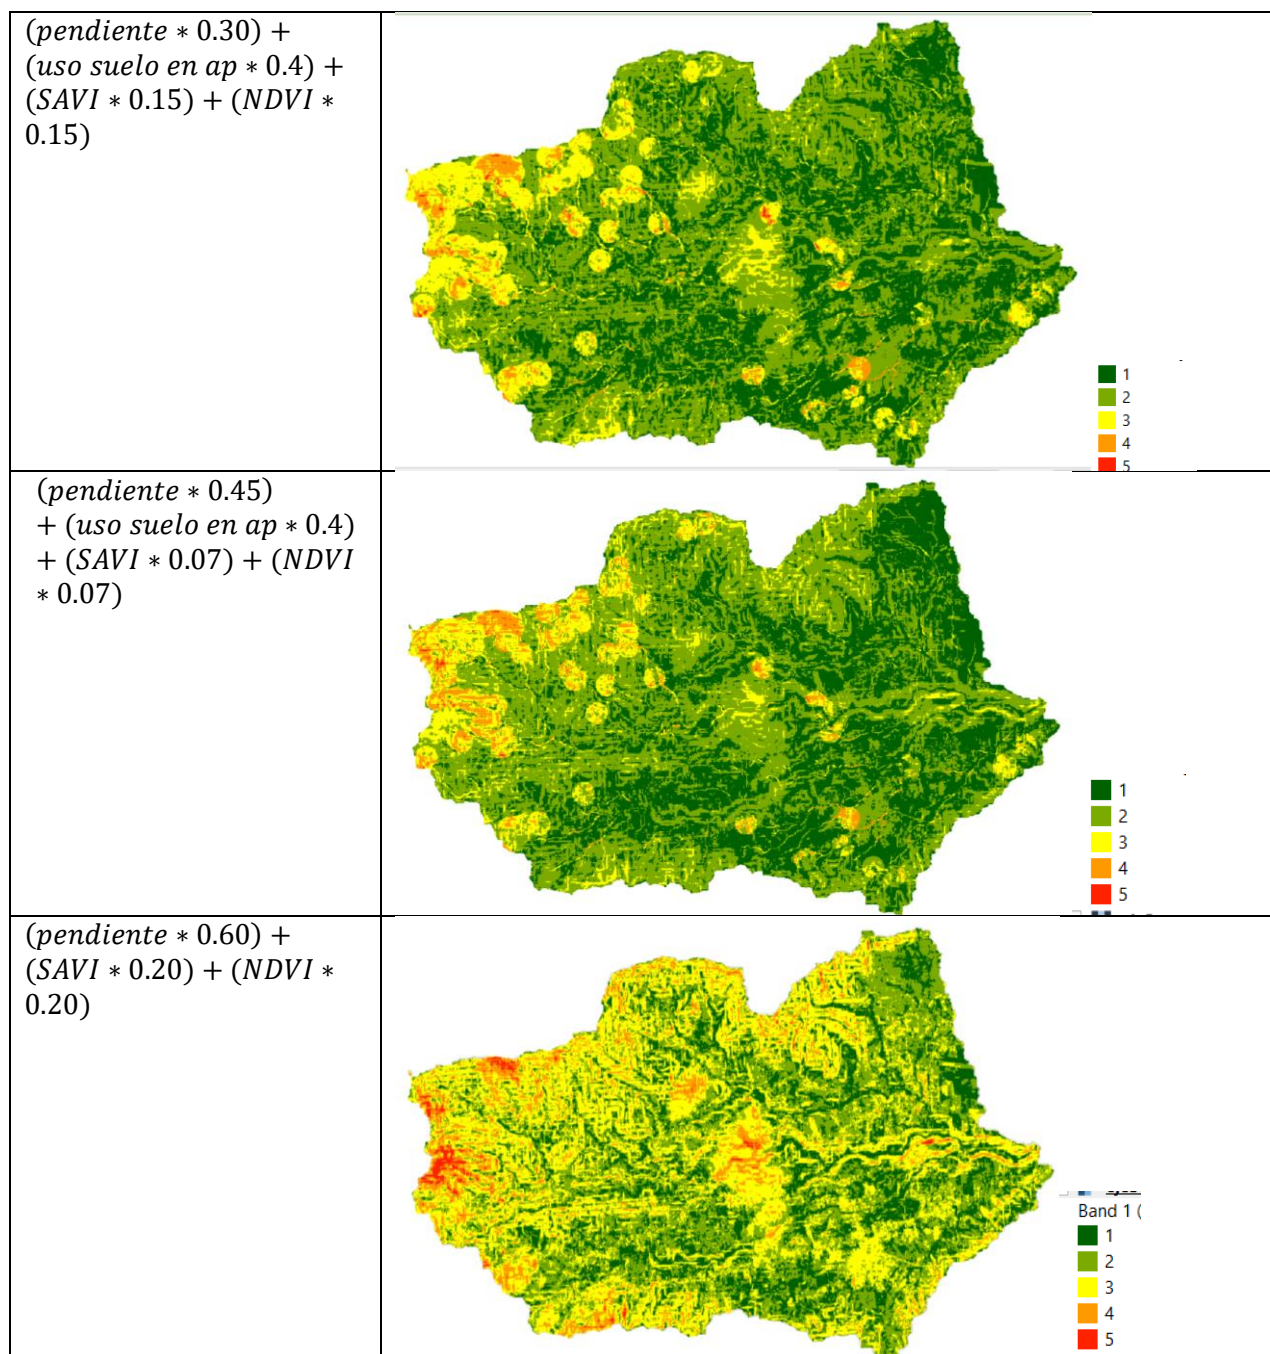 (pendiente * 0.30) +
(uso suelo en ap * 0.4) +
(SAVI * 0.15) + (NDVI *
0.15)
1
2
3
4
5
(pendiente * 0.45)
+ (uso suelo en ap * 0.4)
+ (SAVI * 0.07) + (NDVI
* 0.07)
1
2
3
4
5
(pendiente * 0.60) +
(SAVI * 0.20) + (NDVI *
0.20)
Band 1 (
1
2
3
4
5